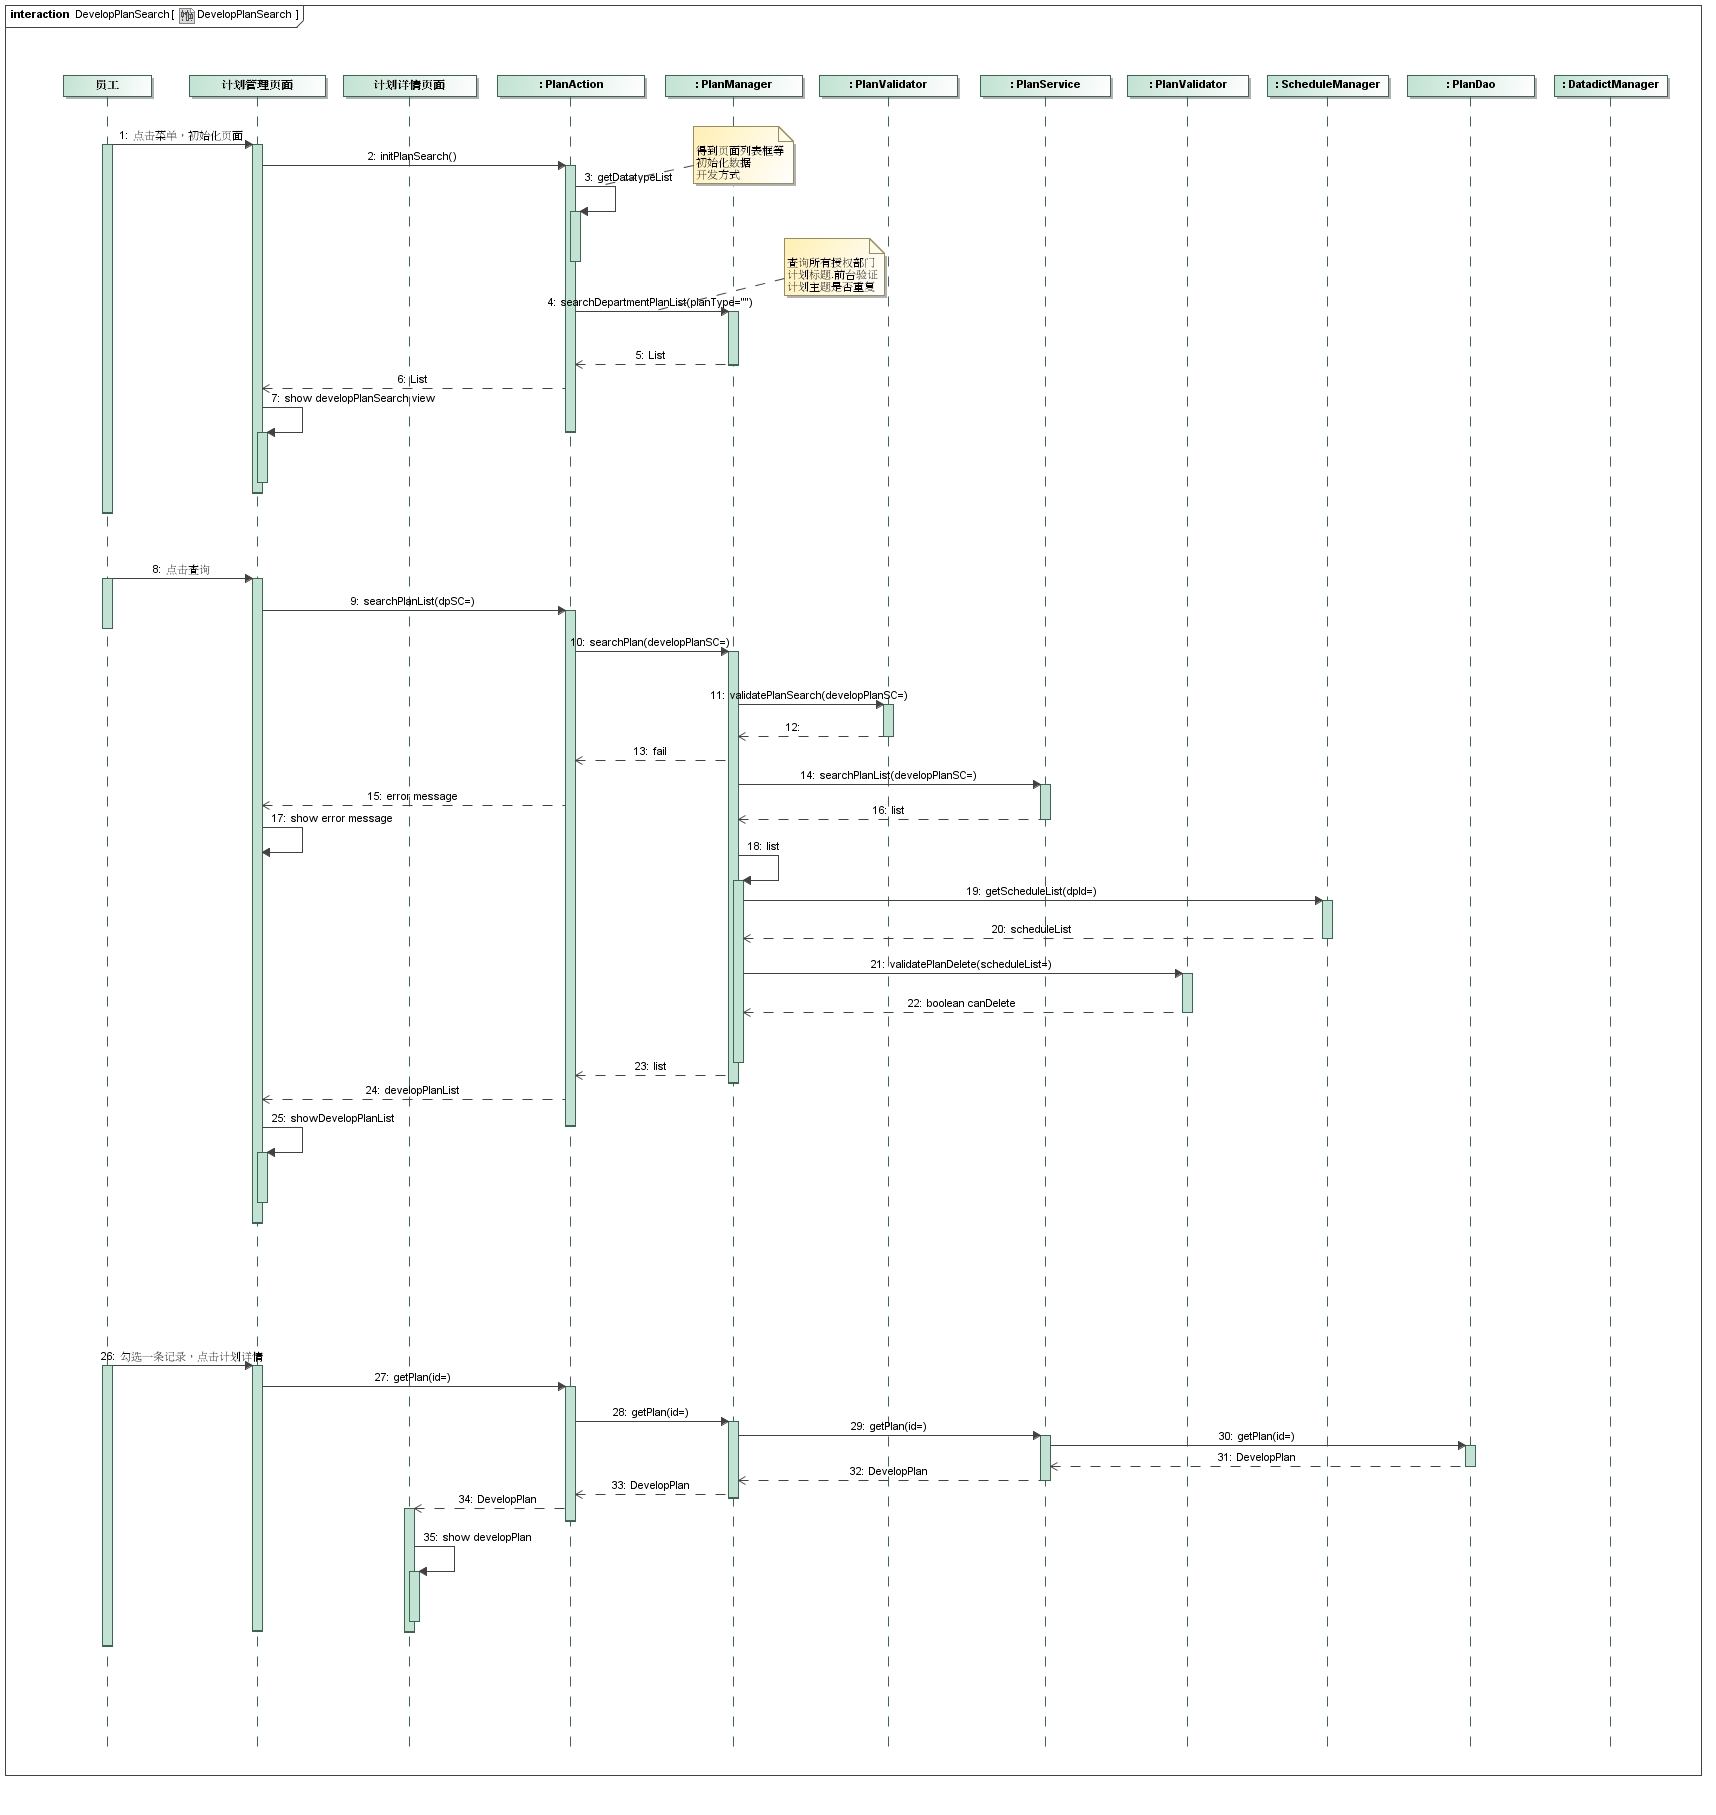 interaction DevelopPlanSearch[ DevelopPlanSearch ]
员工
计划管理页面
计划详情页面
: PlanAction
: PlanManager
: PlanValidator
: PlanService
: PlanValidator
: ScheduleManager
: PlanDao
: DatadictManager
1: 点击菜单，初始化页面
2: initPlanSearch()
得到页面列表框等
初始化数据
开发方式
3: getDatatypeList
查询所有授权部门
计划标题.前台验证
计划主题是否重复
4: searchDepartmentPlanList(planType="")
5: List
6: List
7: show developPlanSearch view
8: 点击查询
9: searchPlanList(dpSC=)
10: searchPlan(developPlanSC=)
11: validatePlanSearch(developPlanSC=)
12:
13: fail
14: searchPlanList(developPlanSC=)
15: error message
16: list
17: show error message
18: list
19: getScheduleList(dpId=)
20: scheduleList
21: validatePlanDelete(scheduleList=)
22: boolean canDelete
23: list
24: developPlanList
25: showDevelopPlanList
26: 勾选一条记录，点击计划详情
27: getPlan(id=)
28: getPlan(id=)
29: getPlan(id=)
30: getPlan(id=)
31: DevelopPlan
32: DevelopPlan
33: DevelopPlan
34: DevelopPlan
35: show developPlan